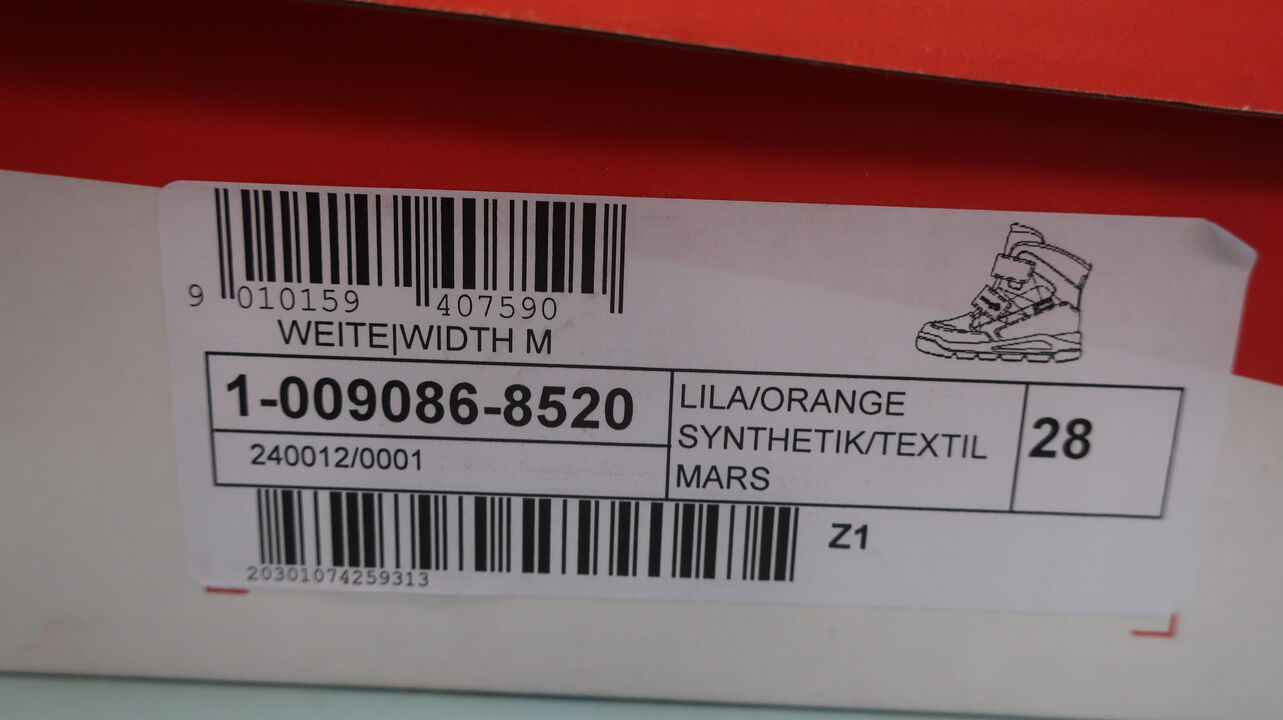 9 010159 407590
WEITE|WIDTH M
1-009086-8520
240012/0001
LILA/ORANGE
SYNTHETIK/TEXTIL
MARS
28
20301074259313
Z1